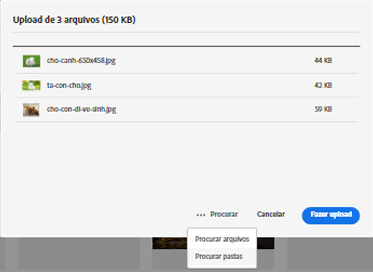 Upload de 3 arquivos (150 KB)
cho-canh-650x458.jpg 44 KB
ta-con-cho.jpg 42 KB
cho-con-di-ve-sinh.jpg 59 KB
••• Procurar Cancelar Fazer upload
Procurar arquivos
Procurar pastas